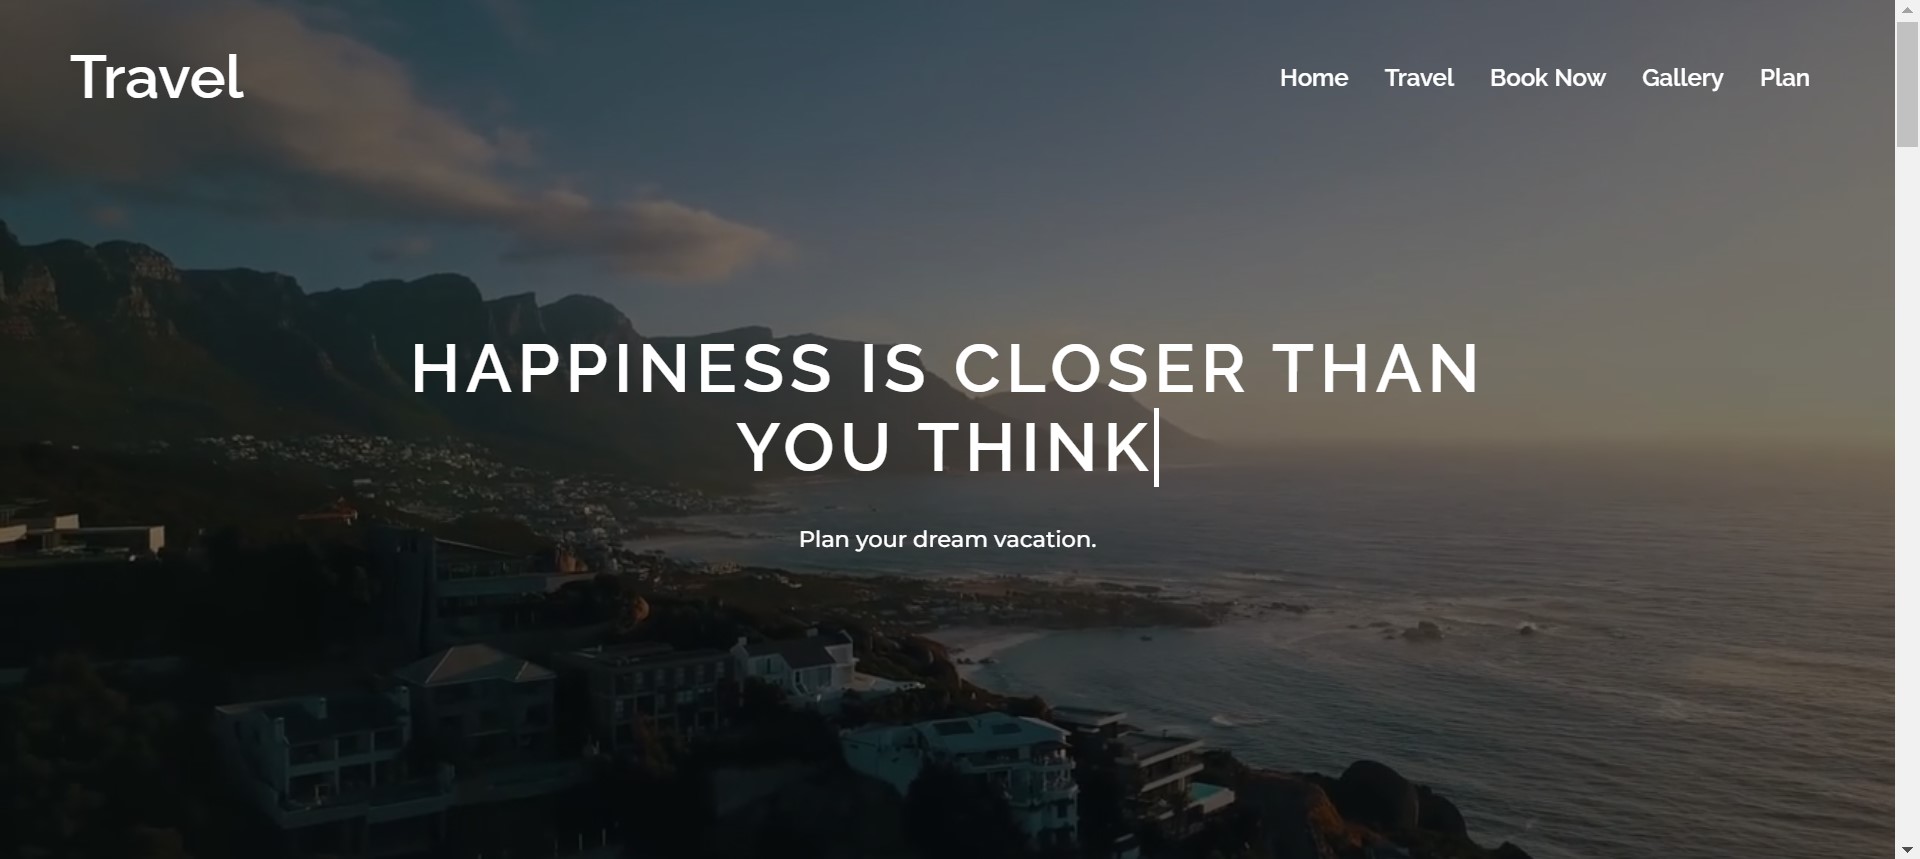 Travel
Home Travel Book Now Gallery Plan
HAPPINESS IS CLOSER THAN
YOU THINK
Plan your dream vacation.